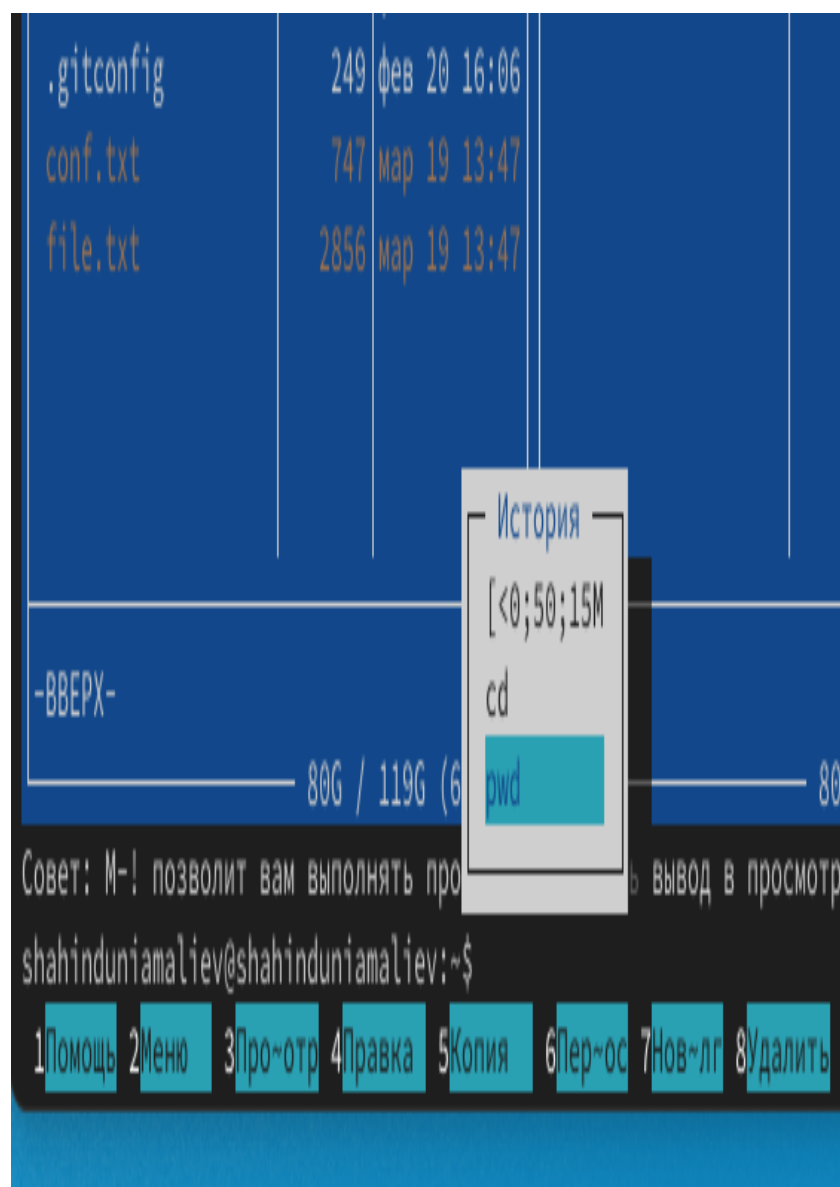 .gitconfig 249 фев 20 16:06
conf.txt 747 мар 19 13:47
file.txt 2856 мар 19 13:47
История
[<0;50;15M
cd
pwd
-ВВЕРХ-
80G / 119G (6 80
Совет: M-! позволит вам выполнять про ь вывод в просмотр
shahinduniamaliev@shahinduniamaliev:~$
1Помощь 2Меню 3Про~отр 4Правка 5Копия 6Пер~ос 7Нов~лг 8Удалить